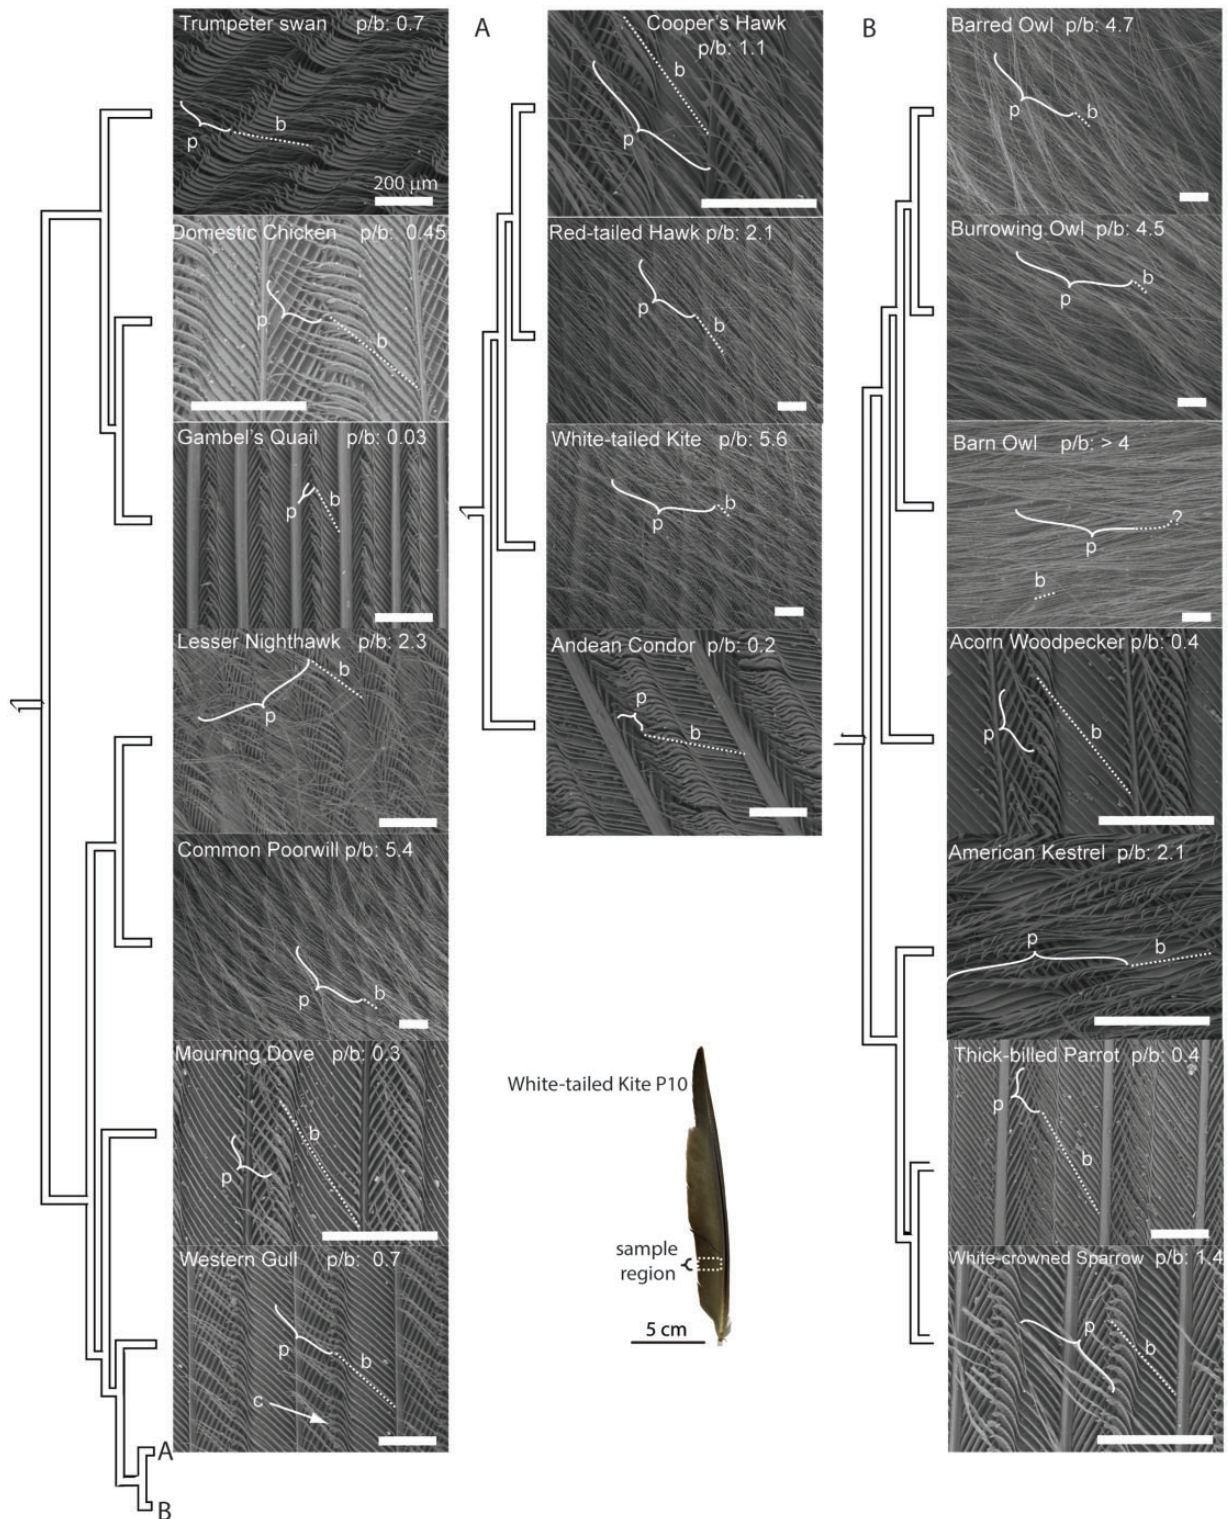 Trumpeter swan p/b: 0.7
p
b
200 μm
Domestic Chicken p/b: 0.45
p
b
Gambel's Quail p/b: 0.03
p
b
Lesser Nighthawk p/b: 2.3
b
p
Common Poorwill p/b: 5.4
p
b
Mourning Dove p/b: 0.3
b
p
Western Gull p/b: 0.7
p
b
c
A
B
A
Cooper's Hawk
p/b: 1.1
b
p
Red-tailed Hawk p/b: 2.1
p
b
White-tailed Kite p/b: 5.6
b
p
Andean Condor p/b: 0.2
p
b
White-tailed Kite P10
sample
region
5 cm
B
Barred Owl p/b: 4.7
p
b
Burrowing Owl p/b: 4.5
b
p
Barn Owl p/b: > 4
?
p
b
Acorn Woodpecker p/b: 0.4
p
b
American Kestrel p/b: 2.1
p
b
Thick-billed Parrot p/b: 0.4
p
b
White-crowned Sparrow p/b: 1.4
p
b